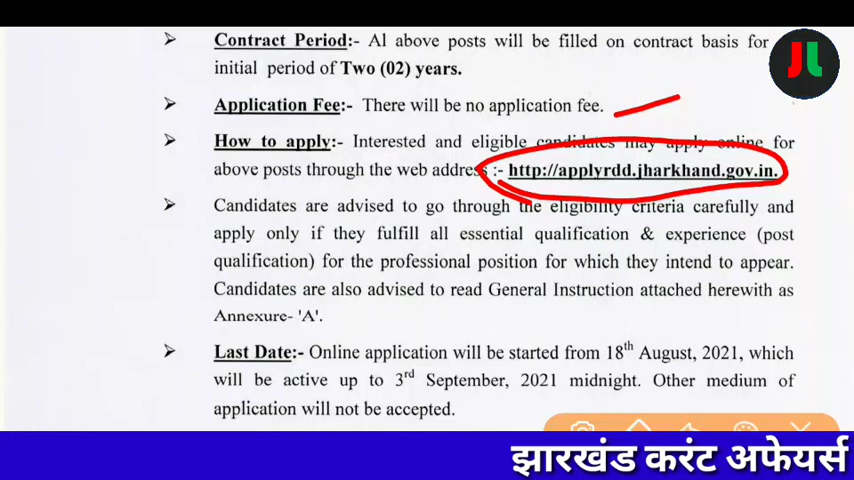 Contract Period:- Al above posts will be filled on contract basis for
initial period of Two (02) years.
Application Fee:- There will be no application fee.
How to apply:- Interested and eligible candidates may apply online for
above posts through the web address :- http://applyrdd.jharkhand.gov.in.
Candidates are advised to go through the eligibility criteria carefully and
apply only if they fulfill all essential qualification & experience (post
qualification) for the professional position for which they intend to appear.
Candidates are also advised to read General Instruction attached herewith as
Annexure- 'A'.
Last Date:- Online application will be started from 18th August, 2021, which
will be active up to 3rd September, 2021 midnight. Other medium of
application will not be accepted.
झारखंड करंट अफेयर्स